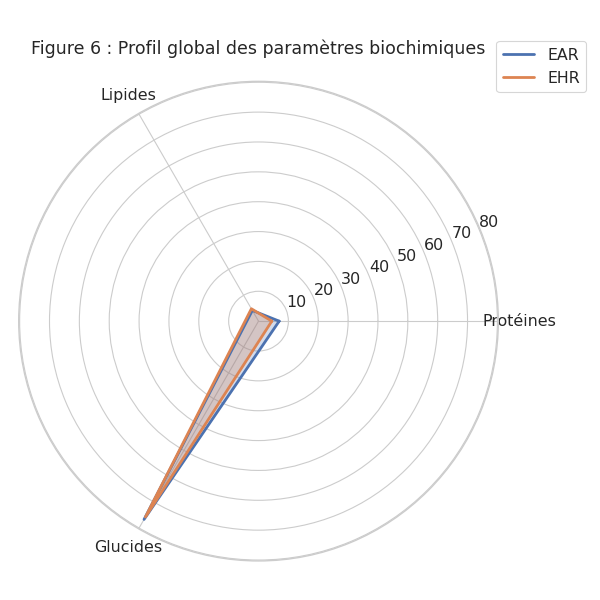 Figure 6 : Profil global des paramètres biochimiques
EAR
EHR
Lipides
80
70
60
50
40
30
20
10
Protéines
Glucides